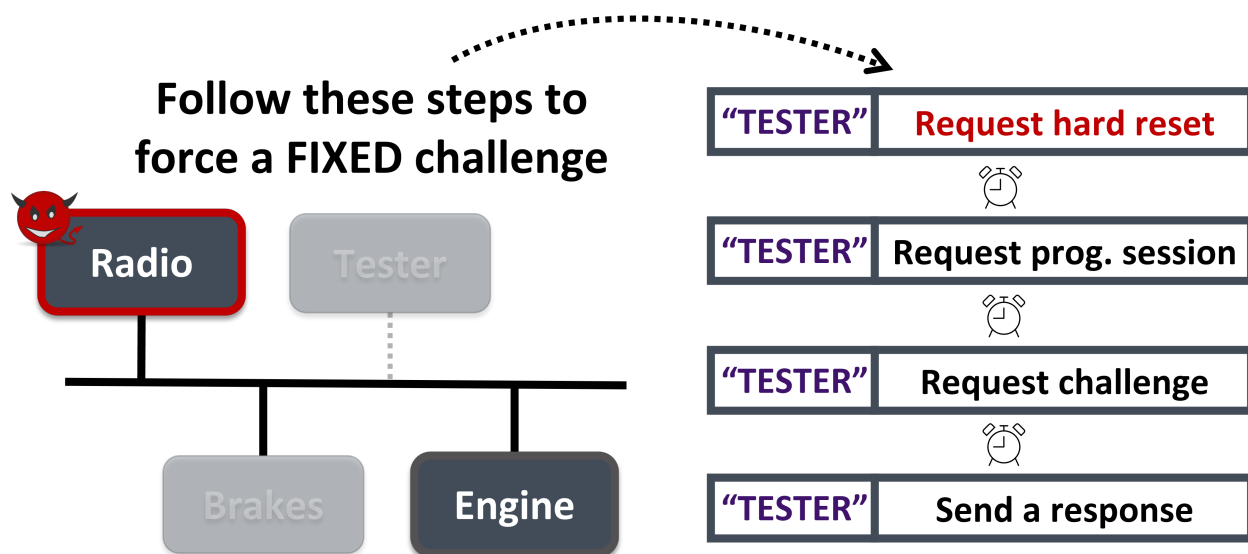 Follow these steps to
force a FIXED challenge
Radio
Tester
Brakes
Engine
“TESTER” Request hard reset
“TESTER” Request prog. session
“TESTER” Request challenge
“TESTER” Send a response